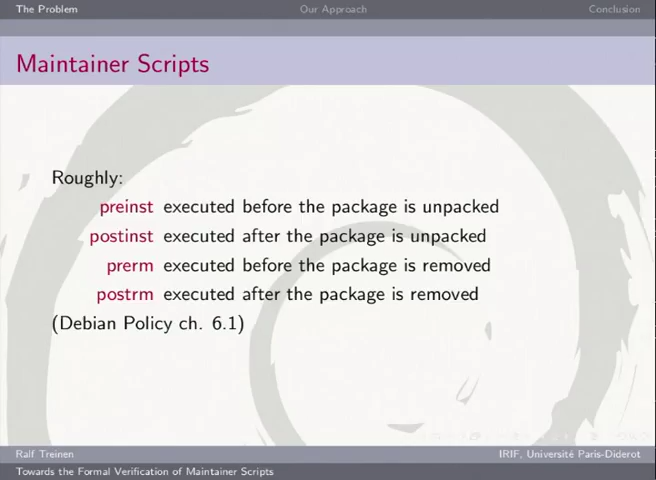 The Problem Our Approach Conclusion
Maintainer Scripts
Roughly:
preinst executed before the package is unpacked
postinst executed after the package is unpacked
prerm executed before the package is removed
postrm executed after the package is removed
(Debian Policy ch. 6.1)
Ralf Treinen IRIF, Université Paris-Diderot
Towards the Formal Verification of Maintainer Scripts